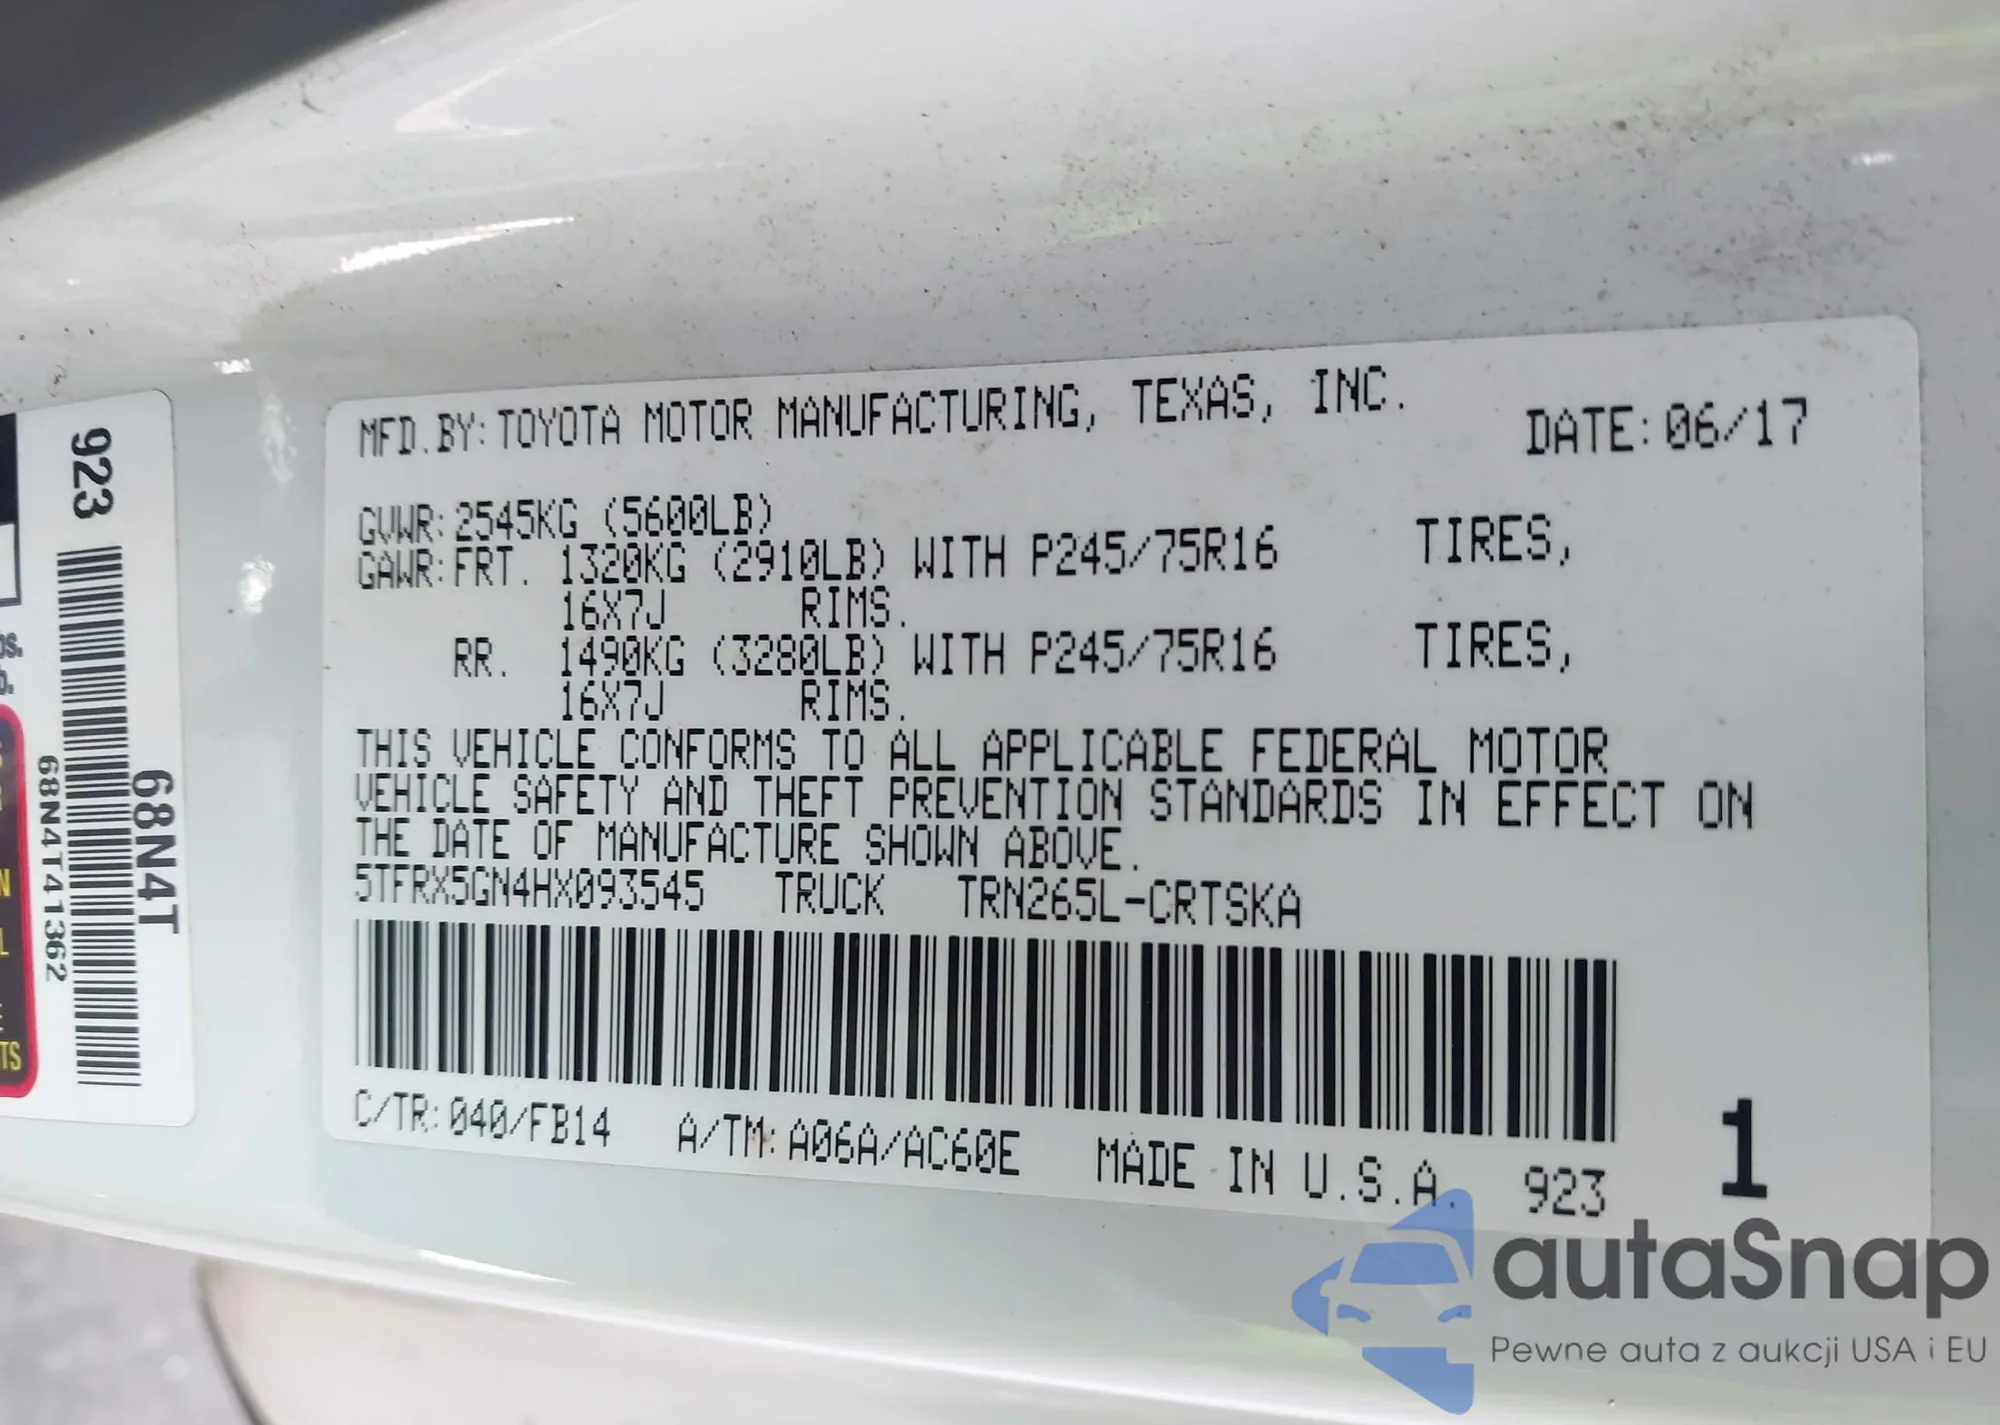 MFD.BY:TOYOTA MOTOR MANUFACTURING, TEXAS, INC.
DATE:06/17
GVWR:2545KG (5600LB)
GAWR:FRT. 1320KG (2910LB) WITH P245/75R16 TIRES,
16X7J RIMS.
RR. 1490KG (3280LB) WITH P245/75R16 TIRES,
16X7J RIMS.
THIS VEHICLE CONFORMS TO ALL APPLICABLE FEDERAL MOTOR
VEHICLE SAFETY AND THEFT PREVENTION STANDARDS IN EFFECT ON
THE DATE OF MANUFACTURE SHOWN ABOVE.
5TFRX5GN4HX093545 TRUCK TRN265L-CRTSKA
C/TR:040/FB14 A/TM:A06A/AC60E MADE IN U.S.A. 923
1
923
68N4T
68N4T41362
autaSnap
Pewne auta z aukcji USA i EU